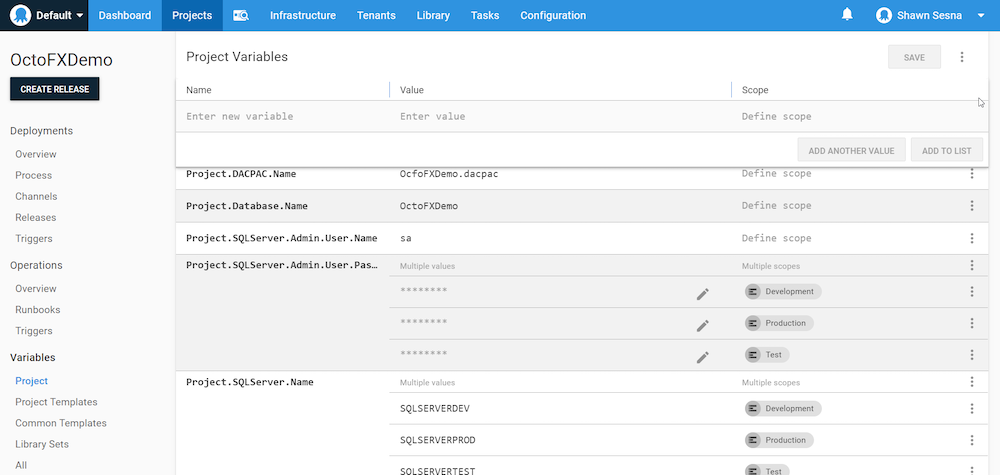 Default Dashboard Projects Infrastructure Tenants Library Tasks Configuration Shawn Sesna
OctoFXDemo
CREATE RELEASE
Deployments
Overview
Process
Channels
Releases
Triggers
Operations
Overview
Runbooks
Triggers
Variables
Project
Project Templates
Common Templates
Library Sets
All
Project Variables SAVE
Name Value Scope
Enter new variable Enter value Define scope
ADD ANOTHER VALUE ADD TO LIST
Project.DACPAC.Name OcfoFXDemo.dacpac Define scope
Project.Database.Name OctoFXDemo Define scope
Project.SQLServer.Admin.User.Name sa Define scope
Project.SQLServer.Admin.User.Pas... Multiple values Multiple scopes
******** Development
******** Production
******** Test
Project.SQLServer.Name Multiple values Multiple scopes
SQLSERVERDEV Development
SQLSERVERPROD Production
SQLSERVERTEST Test